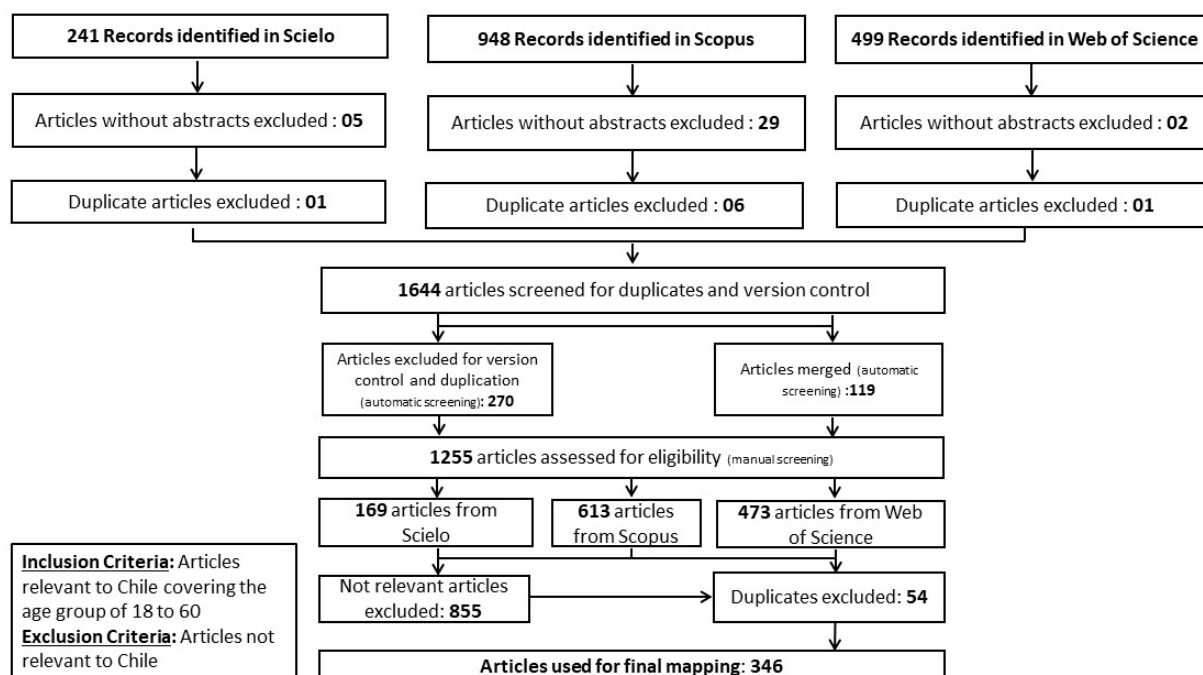 241 Records identified in Scielo
948 Records identified in Scopus
499 Records identified in Web of Science
Articles without abstracts excluded : 05
Articles without abstracts excluded : 29
Articles without abstracts excluded : 02
Duplicate articles excluded : 01
Duplicate articles excluded : 06
Duplicate articles excluded : 01
1644 articles screened for duplicates and version control
Articles excluded for version
control and duplication
(automatic screening): 270
Articles merged (automatic
screening) :119
1255 articles assessed for eligibility (manual screening)
169 articles from
Scielo
613 articles
from Scopus
473 articles from Web
of Science
Not relevant articles
excluded: 855
Duplicates excluded: 54
Articles used for final mapping: 346
Inclusion Criteria: Articles
relevant to Chile covering the
age group of 18 to 60
Exclusion Criteria: Articles not
relevant to Chile